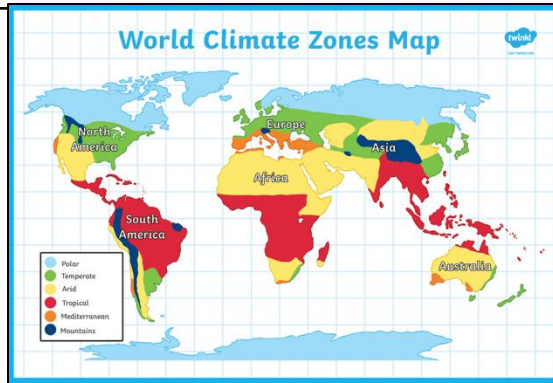 World Climate Zones Map
twinkl
North
America
Europe
Asia
Africa
South
America
Australia
Polar
Temperate
Arid
Tropical
Mediterranean
Mountains